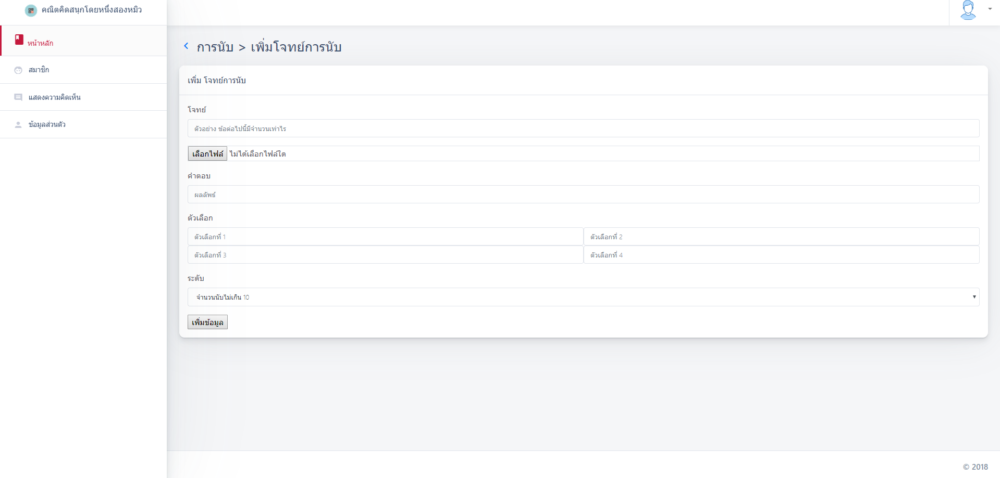 คณิตคิดสนุกโดยหนึ่งสองหมิว
หน้าหลัก
สมาชิก
แสดงความคิดเห็น
ข้อมูลส่วนตัว
การนับ > เพิ่มโจทย์การนับ
เพิ่ม โจทย์การนับ
โจทย์
ตัวอย่าง ข้อต่อไปนี้มีจำนวนเท่าไร
เลือกไฟล์ ไม่ได้เลือกไฟล์ใด
คำตอบ
ผลลัพธ์
ตัวเลือก
ตัวเลือกที่ 1 ตัวเลือกที่ 2
ตัวเลือกที่ 3 ตัวเลือกที่ 4
ระดับ
จำนวนนับไม่เกิน 10
เพิ่มข้อมูล
© 2018